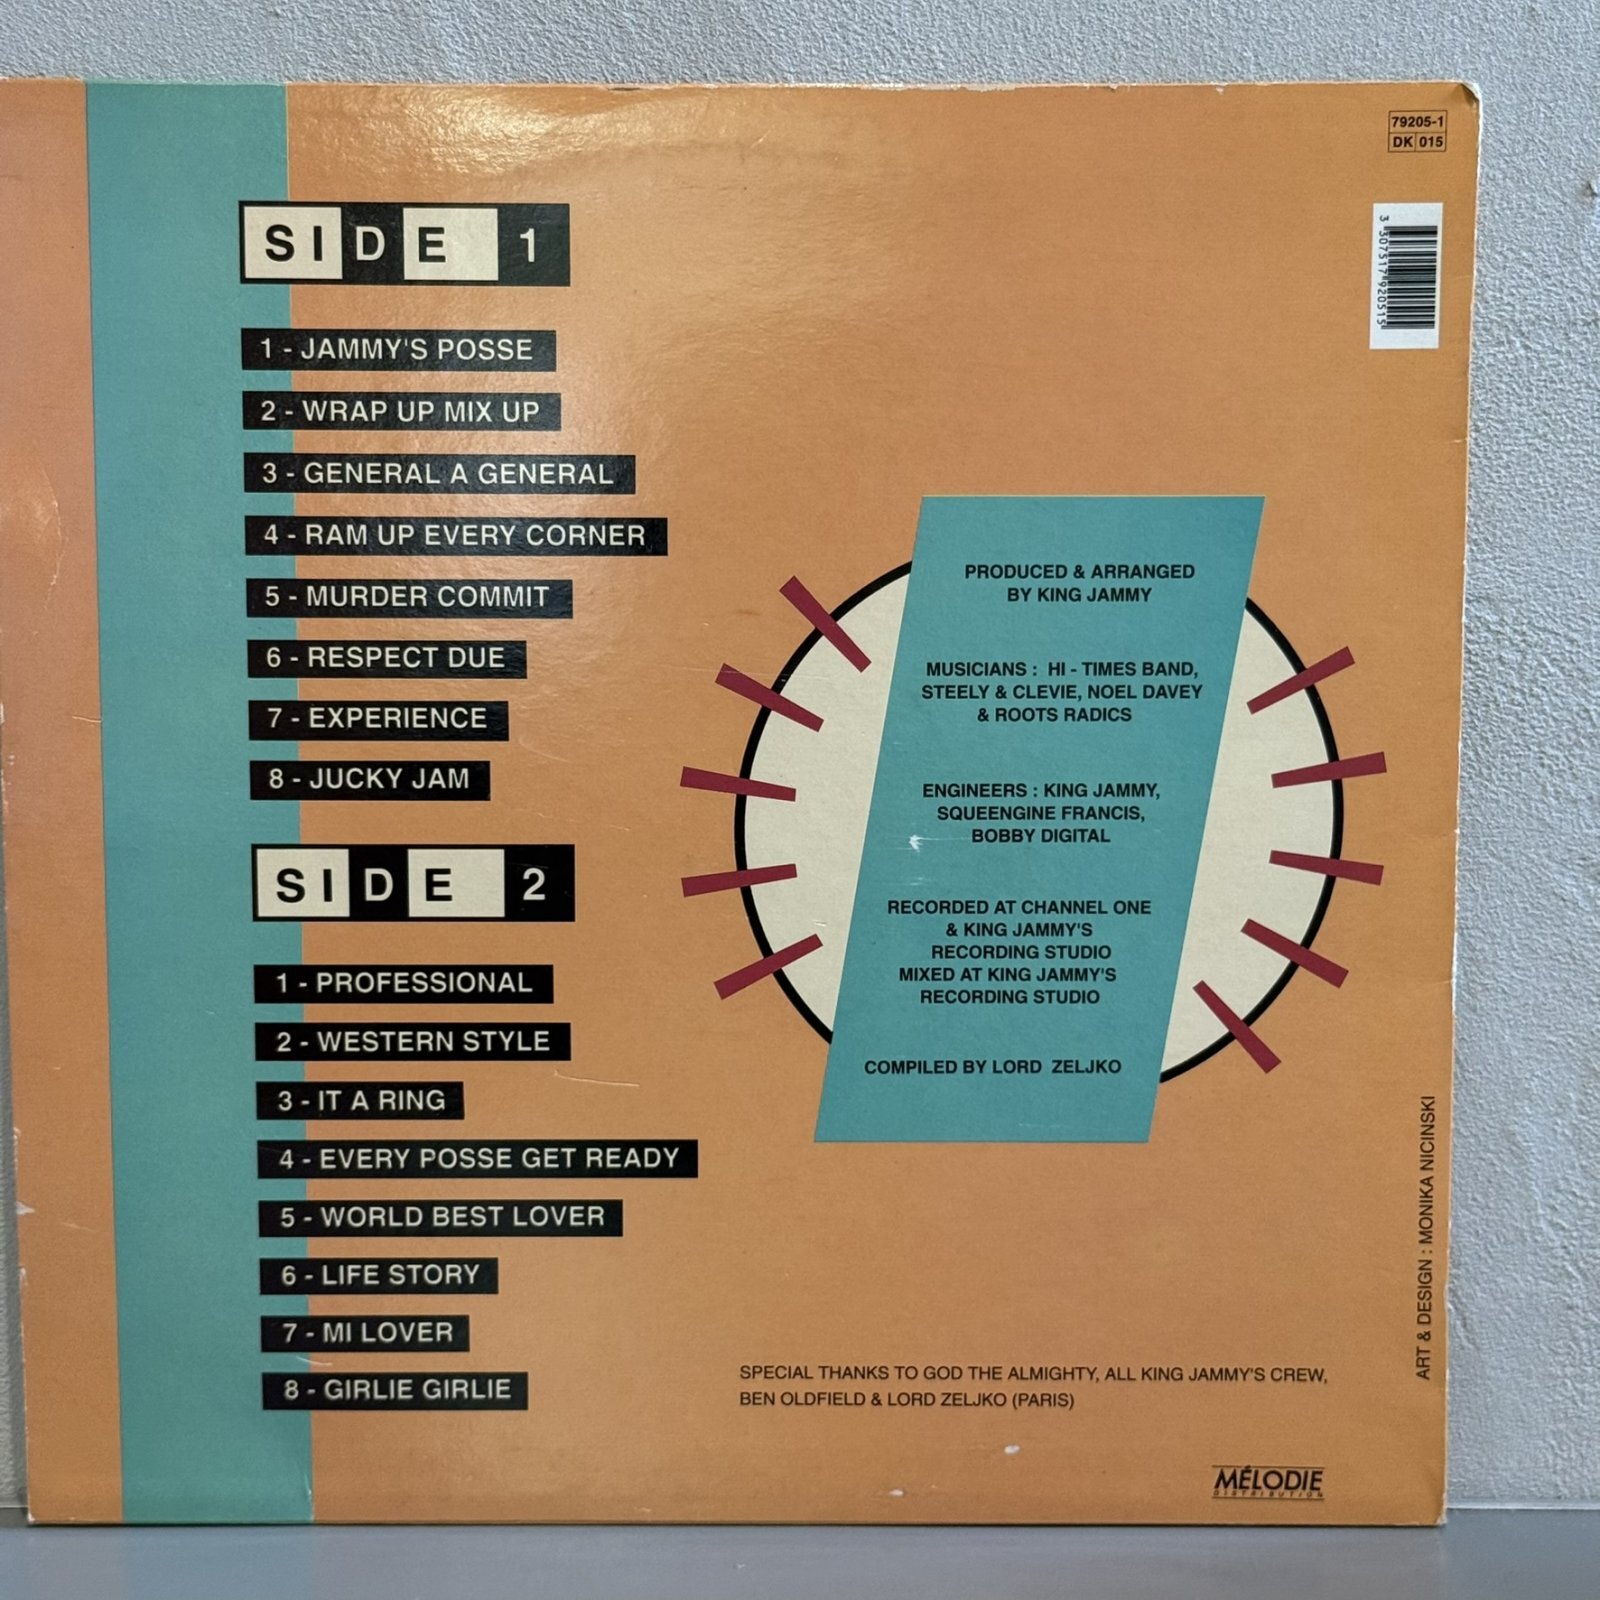 79205-1
DK 015
3 307517 920515
SIDE 1
1 - JAMMY'S POSSE
2 - WRAP UP MIX UP
3 - GENERAL A GENERAL
4 - RAM UP EVERY CORNER
5 - MURDER COMMIT
6 - RESPECT DUE
7 - EXPERIENCE
8 - JUCKY JAM
SIDE 2
1 - PROFESSIONAL
2 - WESTERN STYLE
3 - IT A RING
4 - EVERY POSSE GET READY
5 - WORLD BEST LOVER
6 - LIFE STORY
7 - MI LOVER
8 - GIRLIE GIRLIE
PRODUCED & ARRANGED
BY KING JAMMY
MUSICIANS : HI - TIMES BAND,
STEELY & CLEVIE, NOEL DAVEY
& ROOTS RADICS
ENGINEERS : KING JAMMY,
SQUEENGINE FRANCIS,
BOBBY DIGITAL
RECORDED AT CHANNEL ONE
& KING JAMMY'S
RECORDING STUDIO
MIXED AT KING JAMMY'S
RECORDING STUDIO
COMPILED BY LORD ZELJKO
ART & DESIGN : MONIKA NICINSKI
SPECIAL THANKS TO GOD THE ALMIGHTY, ALL KING JAMMY'S CREW,
BEN OLDFIELD & LORD ZELJKO (PARIS)
MÉLODIE
DISTRIBUTION